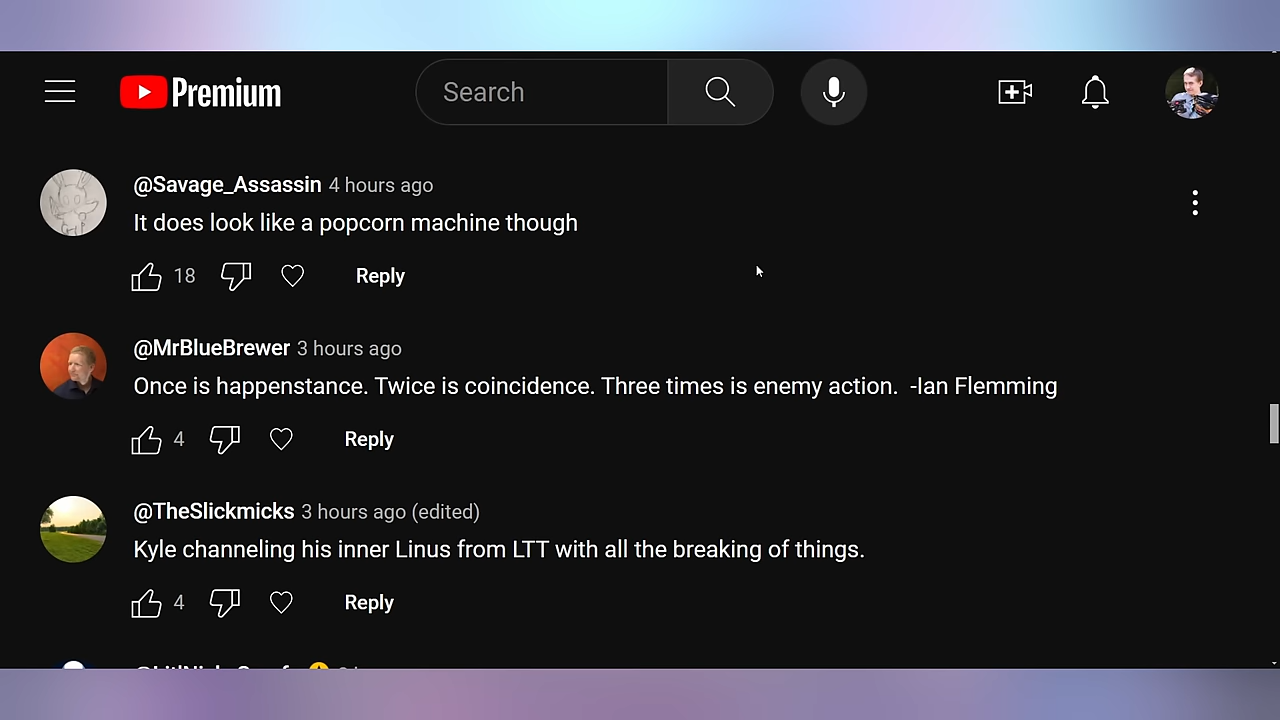 Premium
Search
@Savage_Assassin 4 hours ago
It does look like a popcorn machine though
18
Reply
@MrBlueBrewer 3 hours ago
Once is happenstance. Twice is coincidence. Three times is enemy action. -Ian Flemming
4
Reply
@TheSlickmicks 3 hours ago (edited)
Kyle channeling his inner Linus from LTT with all the breaking of things.
4
Reply